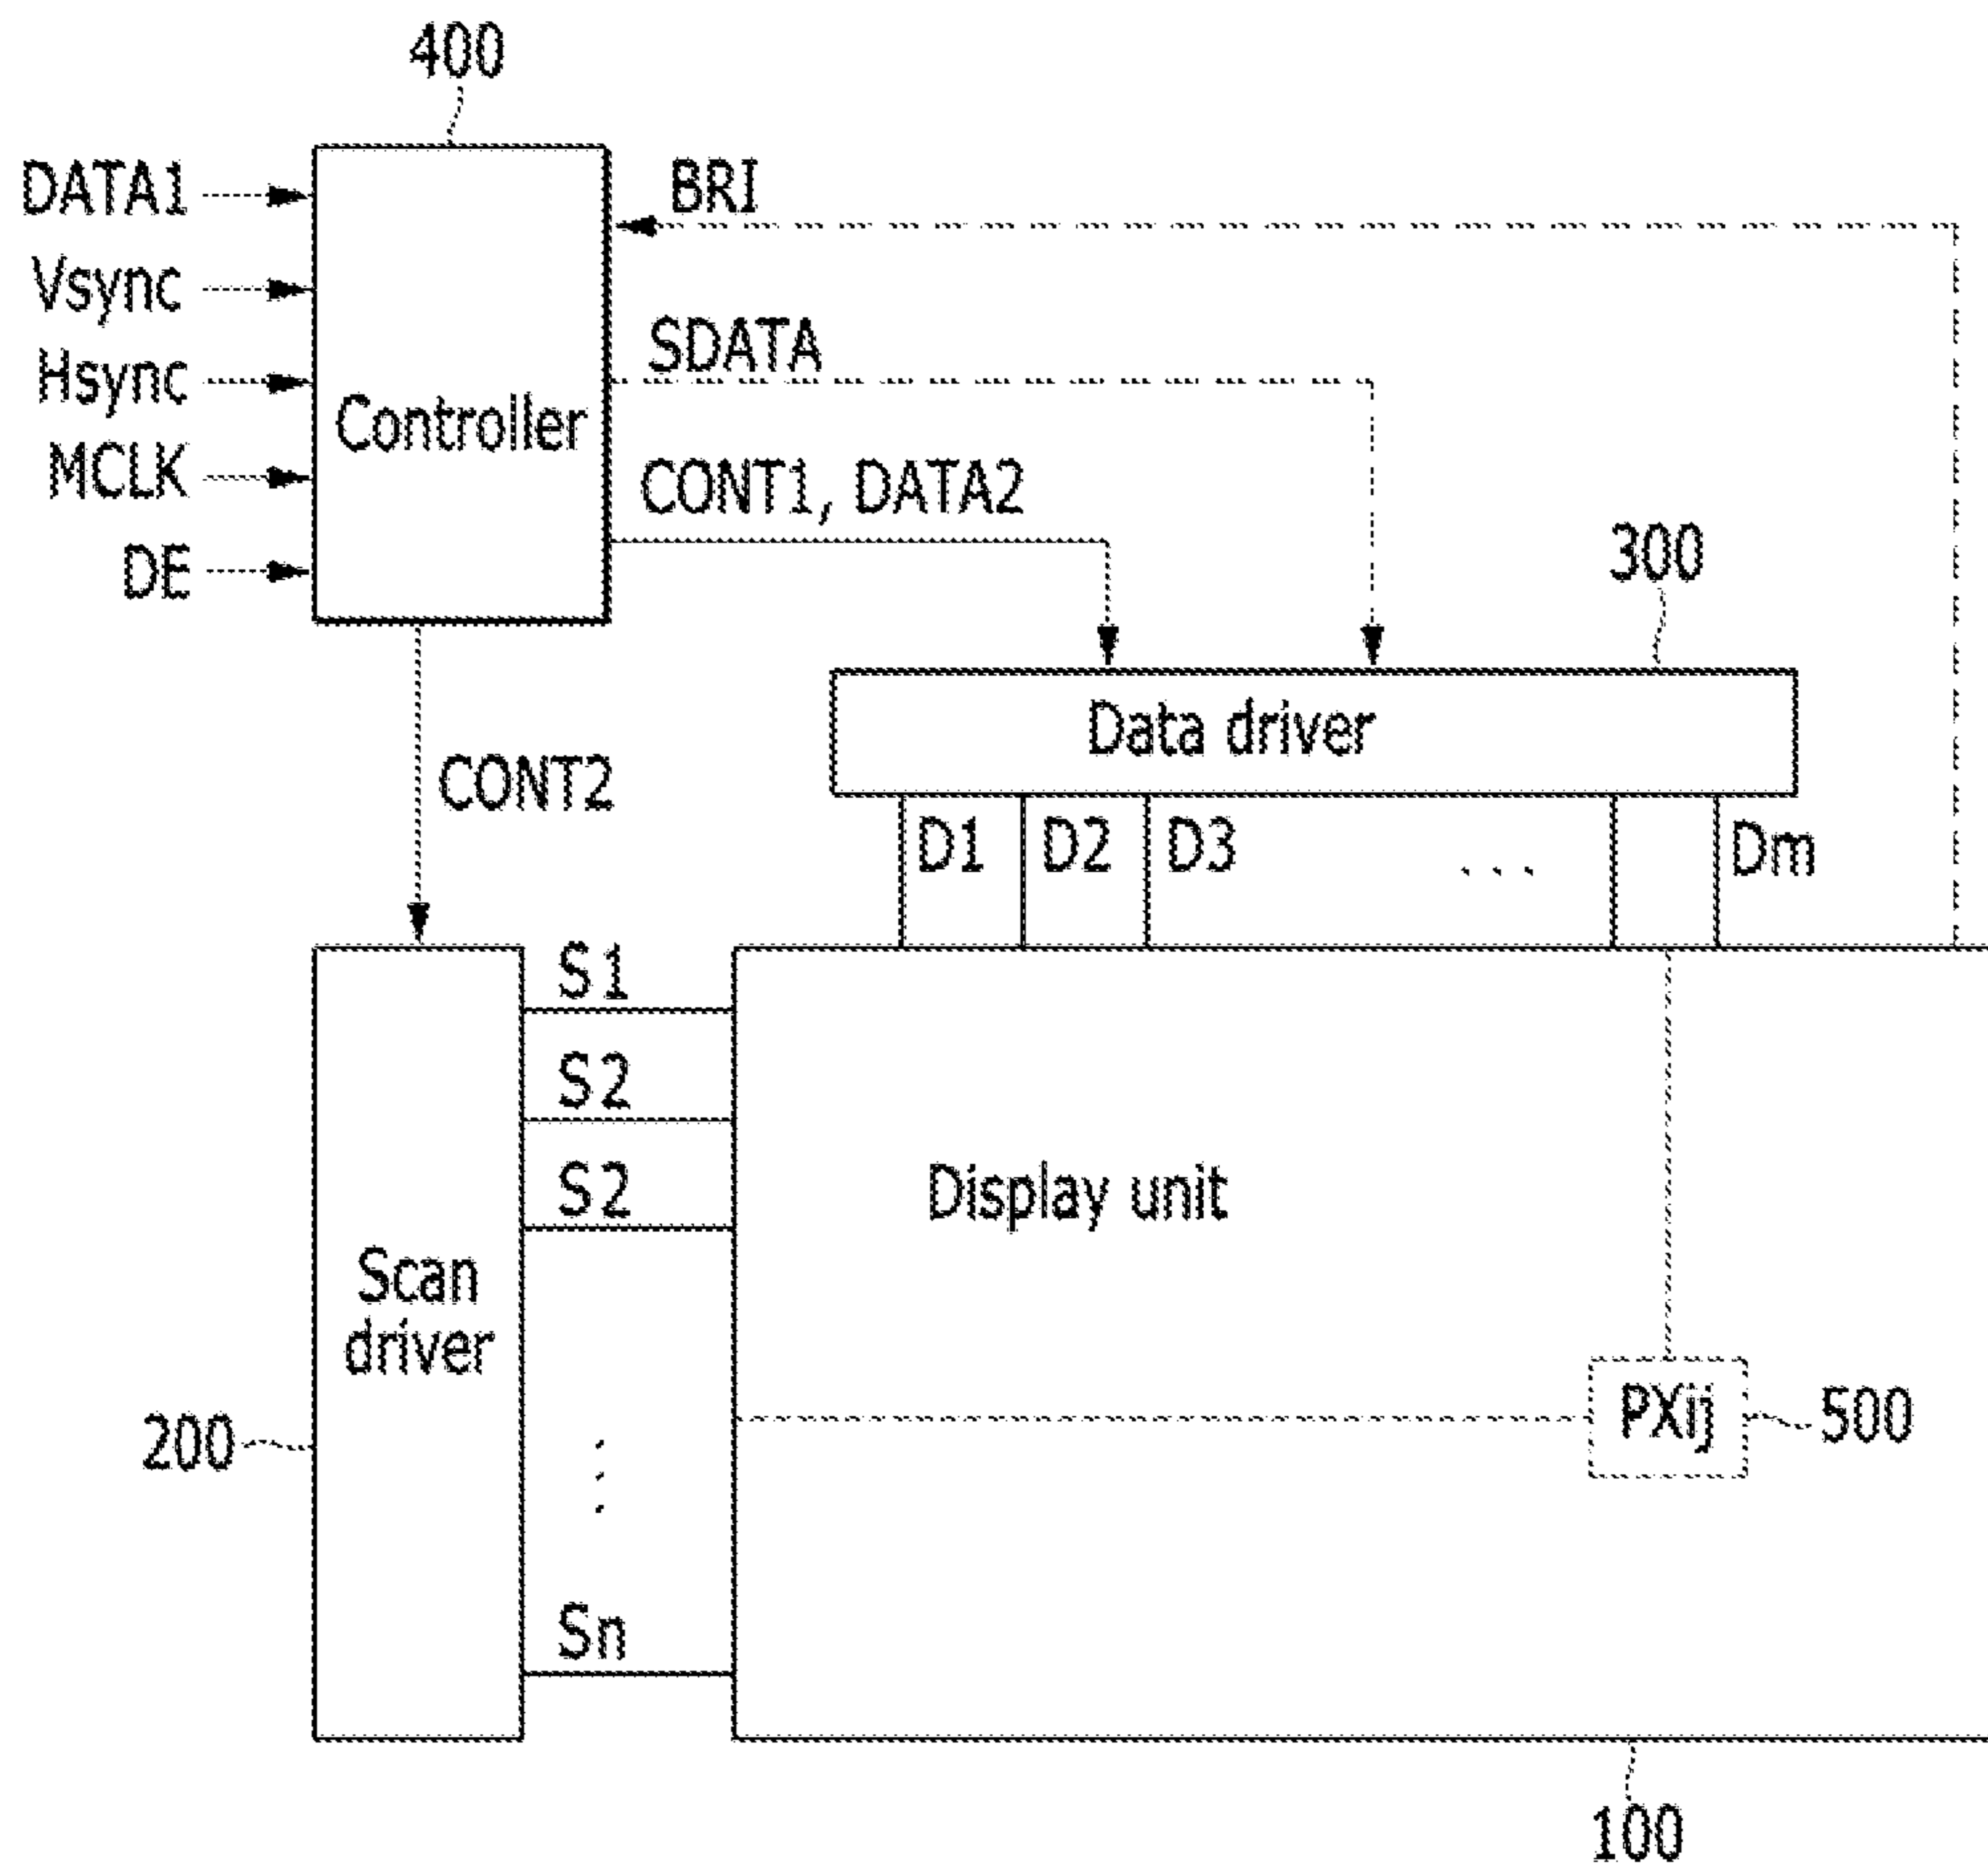 400
DATA1
BRI
Vsync
SDATA
Hsync
Controller
MCLK
CONT1, DATA2
DE
300
Data driver
CONT2
D1 D2 D3 ... Dm
S1
S2
S2
Display unit
Scan
driver
PXij
500
200
Sn
100